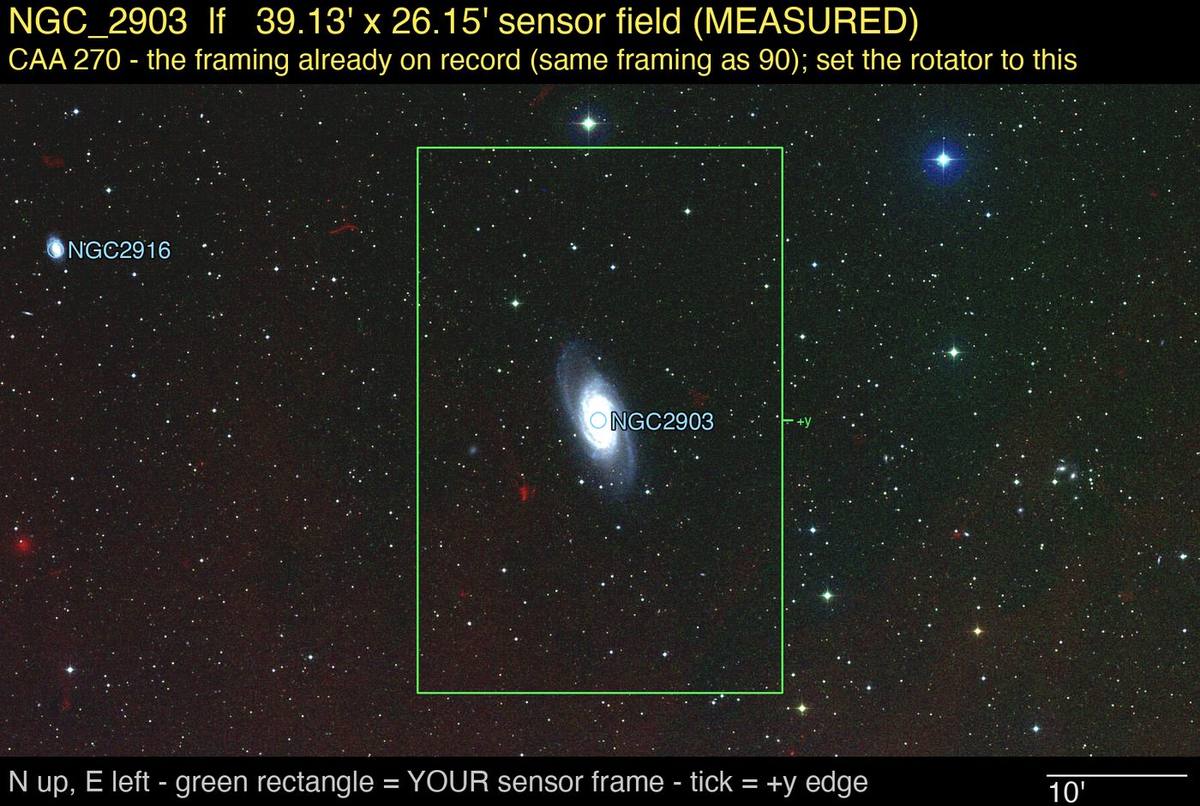 NGC_2903 lf 39.13' x 26.15' sensor field (MEASURED)
CAA 270 - the framing already on record (same framing as 90); set the rotator to this
NGC2916
NGC2903
+y
N up, E left - green rectangle = YOUR sensor frame - tick = +y edge
10'